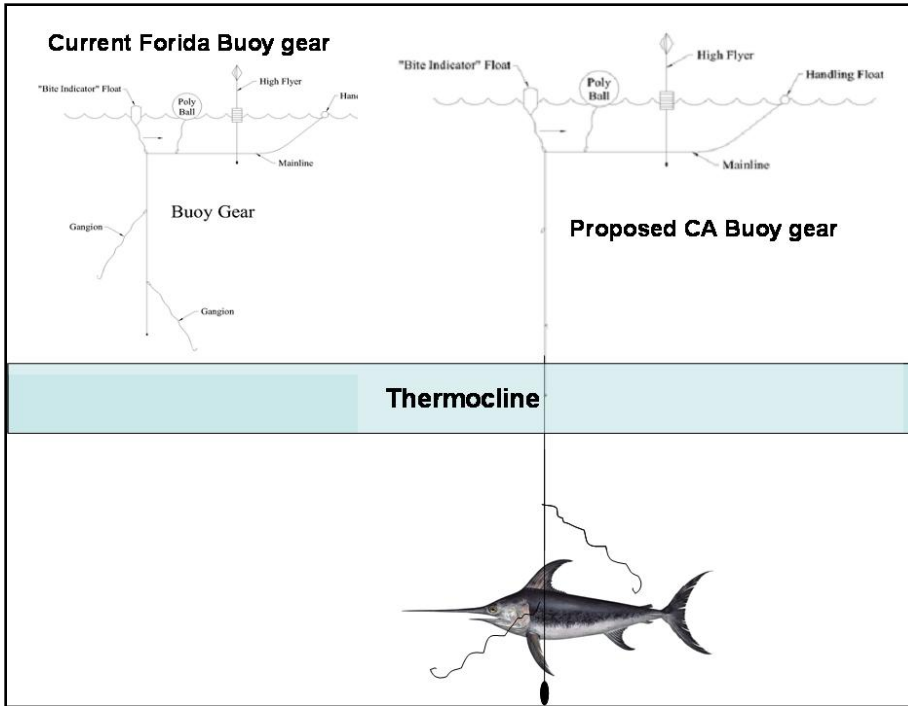 Current Forida Buoy gear
"Bite Indicator" Float
Poly
Ball
High Flyer
Hand
Mainline
Gangion
Buoy Gear
Gangion
"Bite Indicator" Float
Poly
Ball
High Flyer
Handling Float
Mainline
Proposed CA Buoy gear
Thermocline